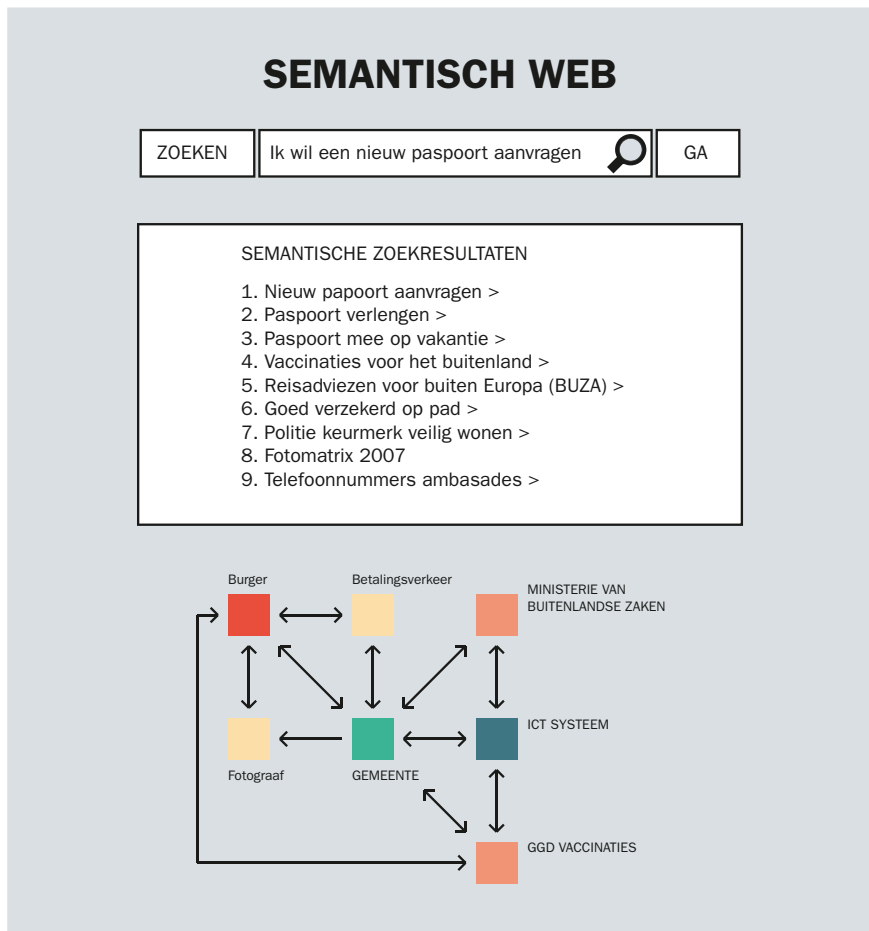 SEMANTISCH WEB
ZOEKEN
Ik wil een nieuw paspoort aanvragen
GA
SEMANTISCHE ZOEKRESULTATEN
1. Nieuw papoort aanvragen >
2. Paspoort verlengen >
3. Paspoort mee op vakantie >
4. Vaccinaties voor het buitenland >
5. Reisadviezen voor buiten Europa (BUZA) >
6. Goed verzekerd op pad >
7. Politie keurmerk veilig wonen >
8. Fotomatrix 2007
9. Telefoonnummers ambasades >
Burger
Betalingsverkeer
MINISTERIE VAN
BUITENLANDSE ZAKEN
ICT SYSTEEM
Fotograaf
GEMEENTE
GGD VACCINATIES